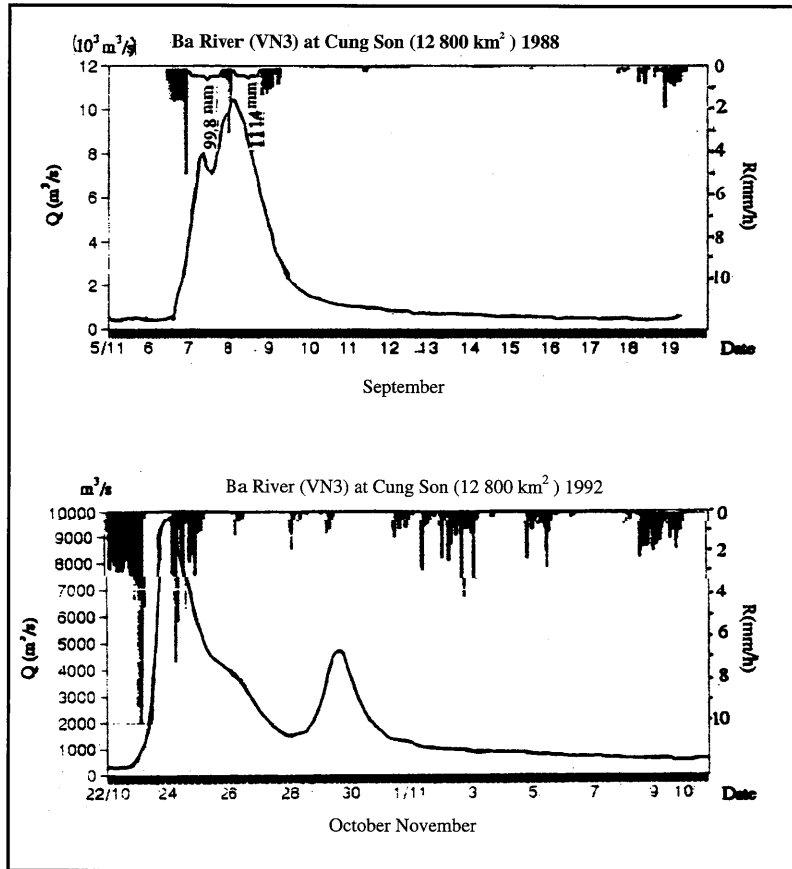 (10³ m³/s) Ba River (VN3) at Cung Son (12 800 km²) 1988
12
10
8
6
4
2
0
Q (m³/s)
99.8 mm
111.4 mm
0
2
4
6
8
10
R(mm/h)
5/11 6 7 8 9 10 11 12 13 14 15 16 17 18 19 Date
September
m³/s Ba River (VN3) at Cung Son (12 800 km²) 1992
10000
9000
8000
7000
6000
5000
4000
3000
2000
1000
0
Q (m³/s)
0
2
4
6
8
10
R(mm/h)
22/10 24 26 28 30 1/11 3 5 7 9 10 Date
October November